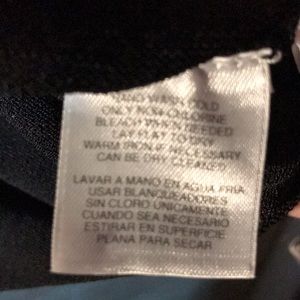 HAND WASH COLD
ONLY NON-CHLORINE
BLEACH WHEN NEEDED
LAY FLAT TO DRY
WARM IRON IF NECESSARY
CAN BE DRY CLEANED
LAVAR A MANO EN AGUA FRIA
USAR BLANQUEADORES
SIN CLORO UNICAMENTE
CUANDO SEA NECESARIO
ESTIRAR EN SUPERFICIE
PLANA PARA SECAR